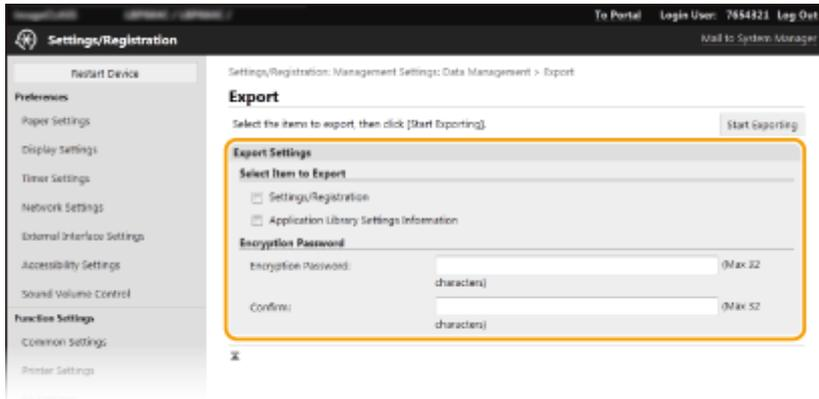 To Portal Login User: 7654321 Log Out
Settings/Registration
Mail to System Manager
Restart Device
Preferences
Paper Settings
Display Settings
Timer Settings
Network Settings
External Interface Settings
Accessibility Settings
Sound Volume Control
Function Settings
Common Settings
Printer Settings
Settings/Registration: Management Settings: Data Management > Export
Export
Select the items to export, then click [Start Exporting].
Start Exporting
Export Settings
Select Item to Export
Settings/Registration
Application Library Settings Information
Encryption Password
Encryption Password: (Max 32
characters)
Confirm: (Max 32
characters)